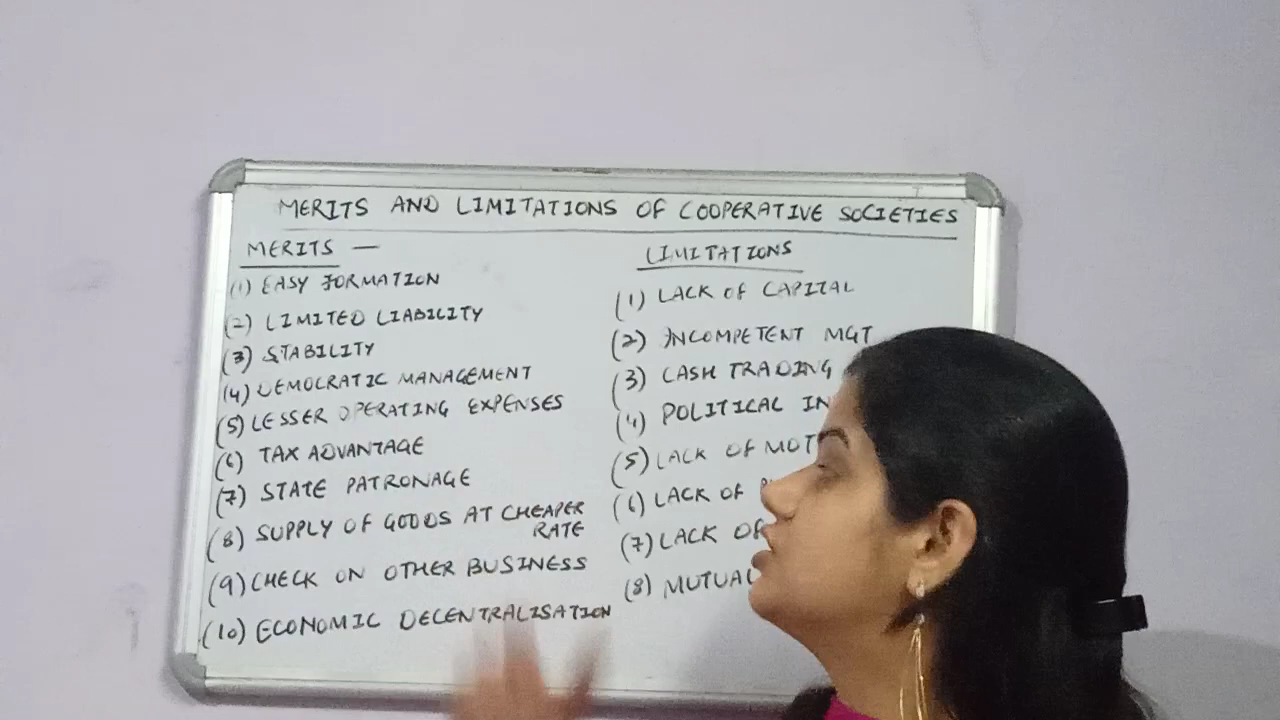 MERITS AND LIMITATIONS OF COOPERATIVE SOCIETIES
MERITS —
(1) EASY FORMATION
(2) LIMITED LIABILITY
(3) STABILITY
(4) DEMOCRATIC MANAGEMENT
(5) LESSER OPERATING EXPENSES
(6) TAX ADVANTAGE
(7) STATE PATRONAGE
(8) SUPPLY OF GOODS AT CHEAPER
RATE
(9) CHECK ON OTHER BUSINESS
(10) ECONOMIC DECENTRALISATION
LIMITATIONS
(1) LACK OF CAPITAL
(2) INCOMPETENT MGT
(3) CASH TRADING
(4) POLITICAL
(5) LACK OF
(6) LACK OF
(7) LACK OF
(8) MUTUAL